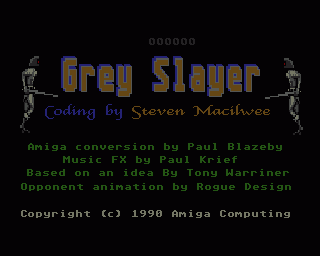 000000
Grey Slayer
Coding by Steven Macilwee
Amiga conversion by Paul Blazeby
Music FX by Paul Krief
Based on an idea By Tony Warriner
Opponent animation by Rogue Design
Copyright (c) 1990 Amiga Computing